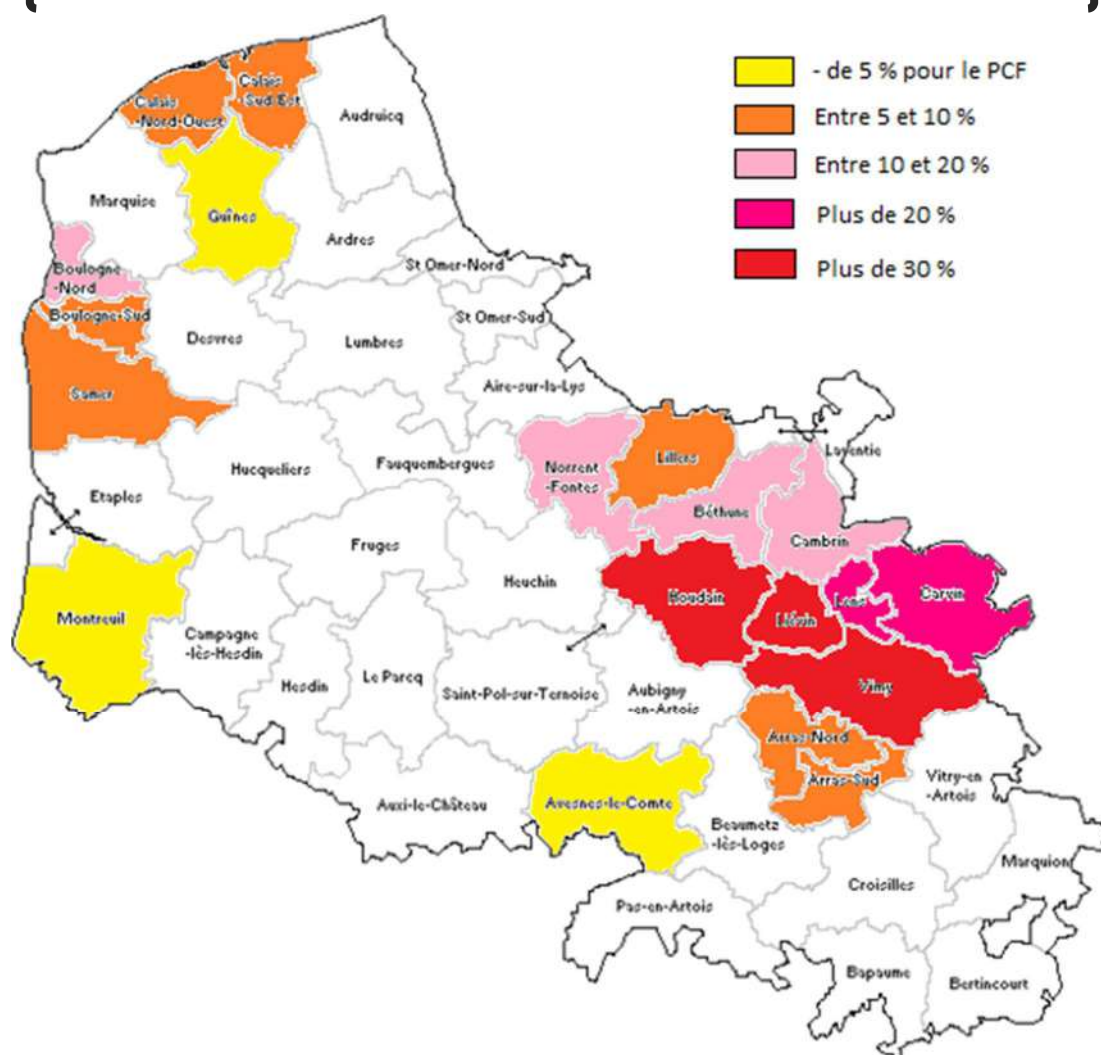 - de 5 % pour le PCF
Entre 5 et 10 %
Entre 10 et 20 %
Plus de 20 %
Plus de 30 %
Calais
-Nord-Ouest
Calais
-Sud-Est
Audruicq
Marquise
Guînes
Ardres
St Omer-Nord
Boulogne
-Nord
Boulogne-Sud
Desvres
Lumbres
St Omer-Sud
Samer
Aire-sur-la-Lys
Hucqueliers
Fauquembergues
Norrent
-Fontes
Lillers
Laventie
Etaples
Béthune
Cambrin
Fruges
Heuchin
Houdain
Liévin
Lens
Carvin
Montreuil
Campagne
-lès-Hesdin
Hesdin
Le Parcq
Saint-Pol-sur-Ternoise
Aubigny
-en-Artois
Vimy
Arras-Nord
Arras-Sud
Vitry-en
-Artois
Auxi-le-Château
Avesnes-le-Comte
Beaumetz
-lès-Loges
Marquion
Croisilles
Pas-en-Artois
Bapaume
Bertincourt